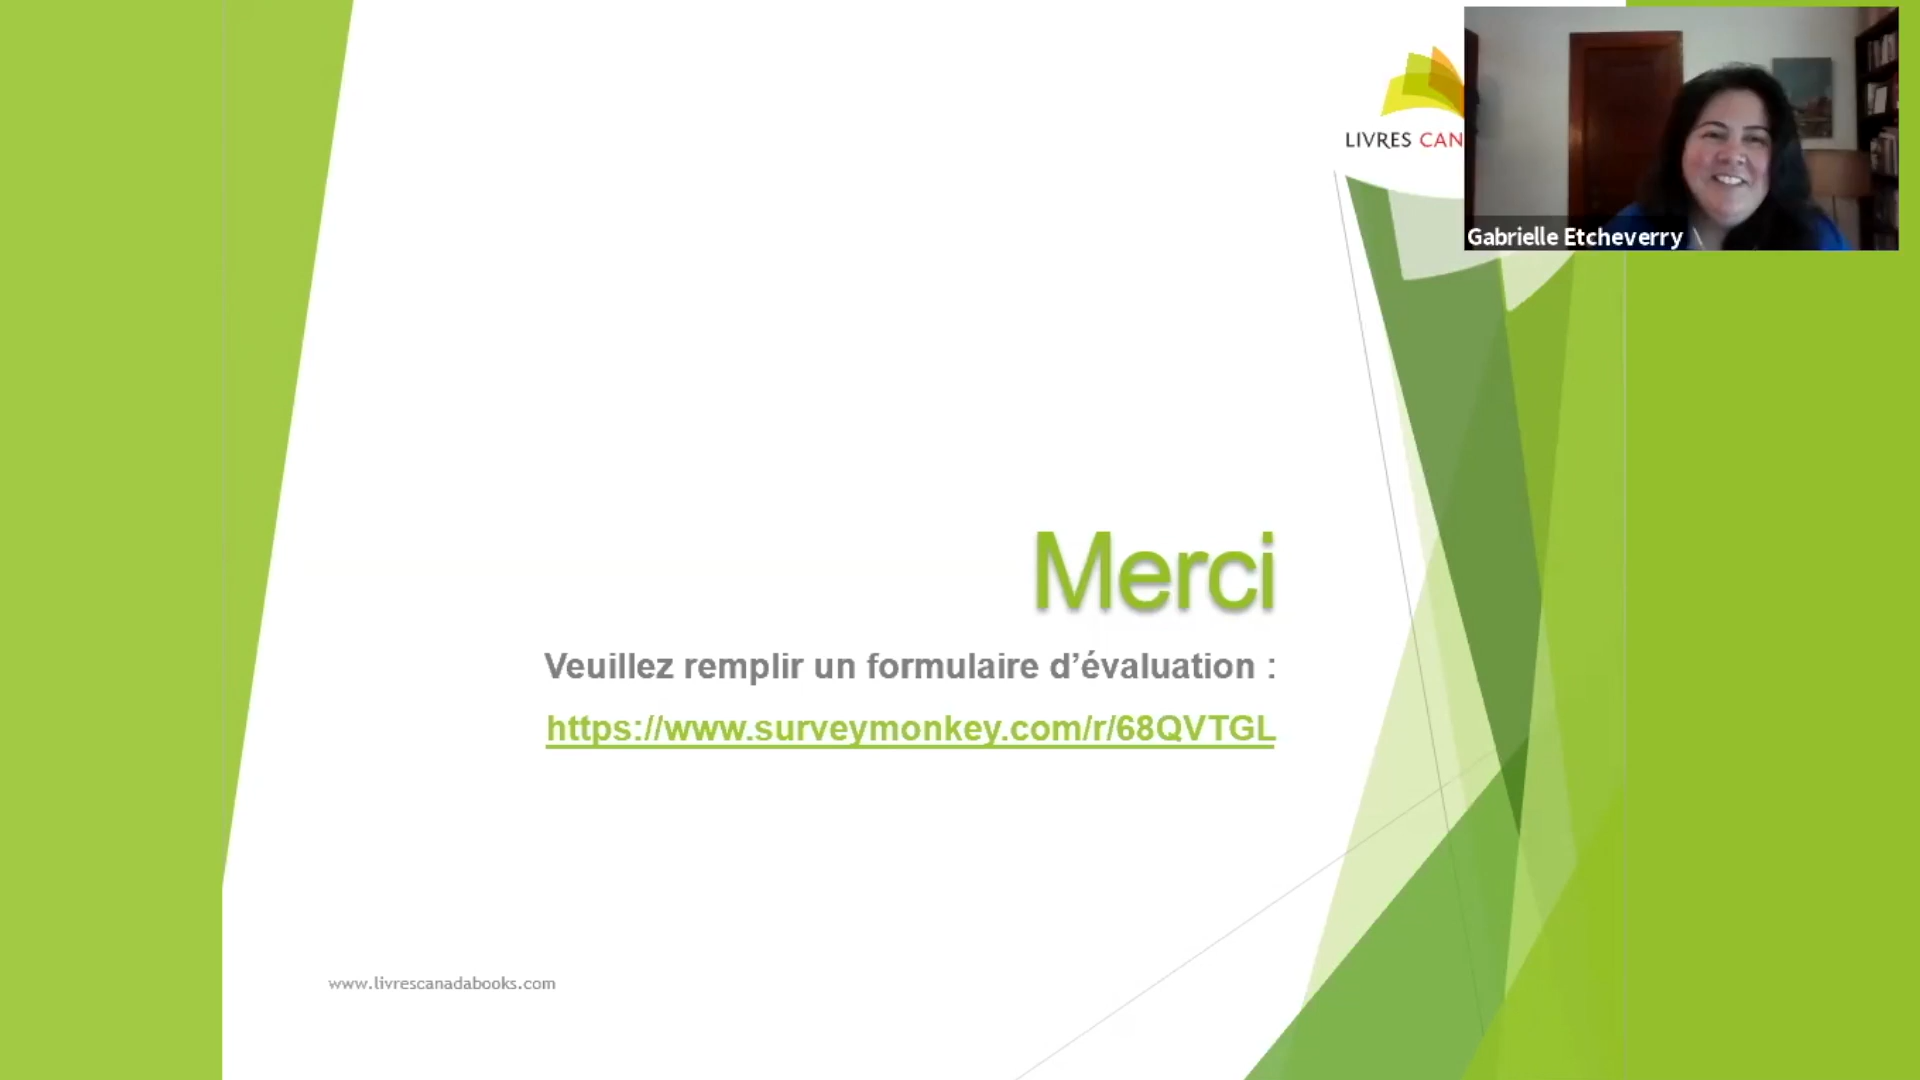 LIVRES CAN
Gabrielle Etcheverry
Merci
Veuillez remplir un formulaire d’évaluation :
https://www.surveymonkey.com/r/68QVTGL
www.livrescanadabooks.com